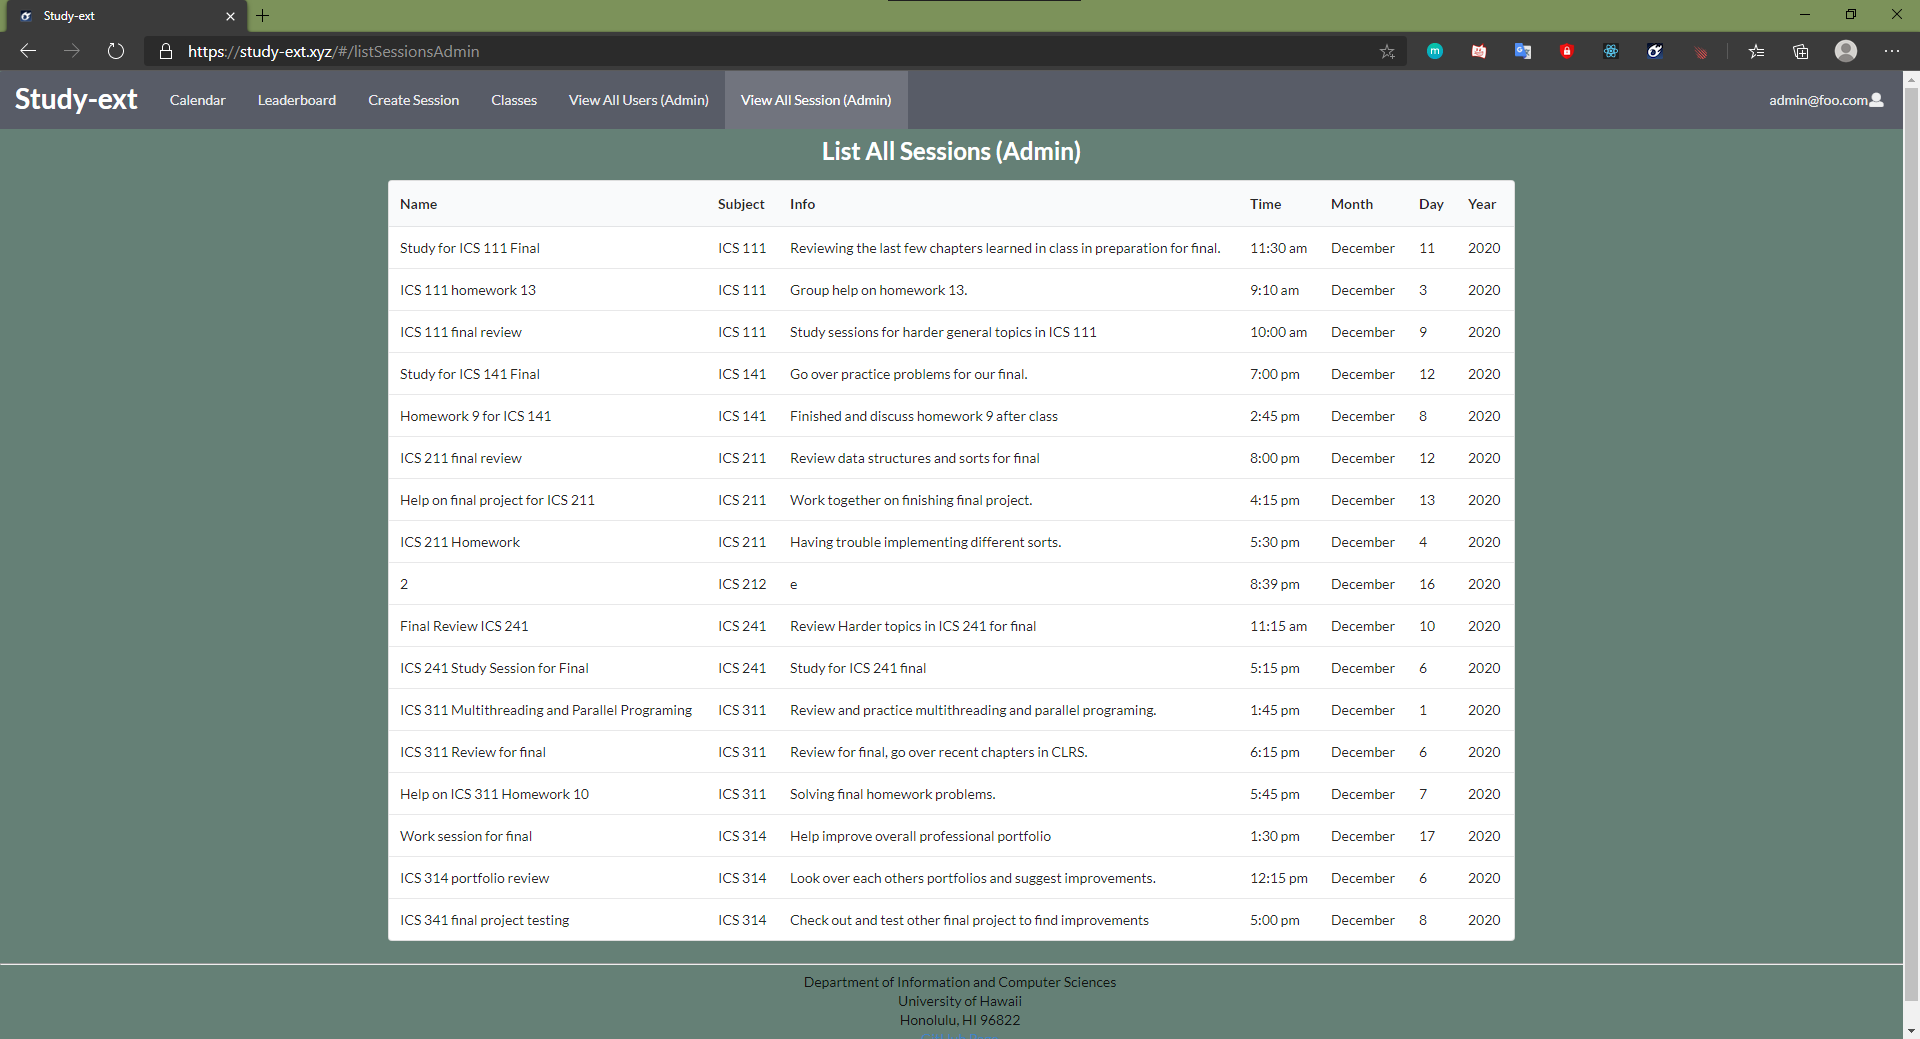 Study-ext
https://study-ext.xyz/#/listSessionsAdmin
Study-ext Calendar Leaderboard Create Session Classes View All Users (Admin) View All Session (Admin) admin@foo.com
List All Sessions (Admin)
Name Subject Info Time Month Day Year
Study for ICS 111 Final ICS 111 Reviewing the last few chapters learned in class in preparation for final. 11:30 am December 11 2020
ICS 111 homework 13 ICS 111 Group help on homework 13. 9:10 am December 3 2020
ICS 111 final review ICS 111 Study sessions for harder general topics in ICS 111 10:00 am December 9 2020
Study for ICS 141 Final ICS 141 Go over practice problems for our final. 7:00 pm December 12 2020
Homework 9 for ICS 141 ICS 141 Finished and discuss homework 9 after class 2:45 pm December 8 2020
ICS 211 final review ICS 211 Review data structures and sorts for final 8:00 pm December 12 2020
Help on final project for ICS 211 ICS 211 Work together on finishing final project. 4:15 pm December 13 2020
ICS 211 Homework ICS 211 Having trouble implementing different sorts. 5:30 pm December 4 2020
2 ICS 212 e 8:39 pm December 16 2020
Final Review ICS 241 ICS 241 Review Harder topics in ICS 241 for final 11:15 am December 10 2020
ICS 241 Study Session for Final ICS 241 Study for ICS 241 final 5:15 pm December 6 2020
ICS 311 Multithreading and Parallel Programing ICS 311 Review and practice multithreading and parallel programing. 1:45 pm December 1 2020
ICS 311 Review for final ICS 311 Review for final, go over recent chapters in CLRS. 6:15 pm December 6 2020
Help on ICS 311 Homework 10 ICS 311 Solving final homework problems. 5:45 pm December 7 2020
Work session for final ICS 314 Help improve overall professional portfolio 1:30 pm December 17 2020
ICS 314 portfolio review ICS 314 Look over each others portfolios and suggest improvements. 12:15 pm December 6 2020
ICS 341 final project testing ICS 314 Check out and test other final project to find improvements 5:00 pm December 8 2020
Department of Information and Computer Sciences
University of Hawaii
Honolulu, HI 96822